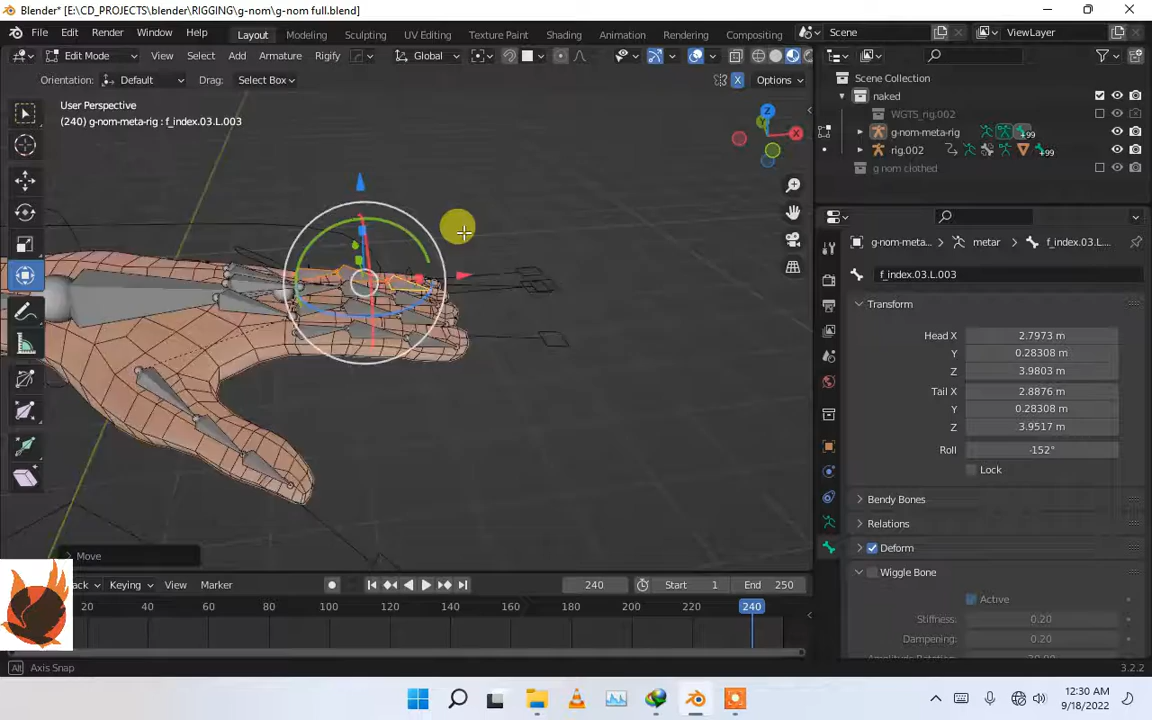 Blender* [E:\CD_PROJECTS\blender\RIGGING\g-nom\g-nom full.blend]
File Edit Render Window Help Layout Modeling Sculpting UV Editing Texture Paint Shading Animation Rendering Compositing Scene ViewLayer
Edit Mode View Select Add Armature Rigify Global
Orientation: Default Drag: Select Box X Options
User Perspective
(240) g-nom-meta-rig : f_index.03.L.003
Z
Y
X
Scene Collection
naked
WGTS_rig.002
g-nom-meta-rig +99
rig.002 +99
g nom clothed
g-nom-meta... metar f_index.03.L....
f_index.03.L.003
Transform
Head X 2.7973 m
Y 0.28308 m
Z 3.9803 m
Tail X 2.8876 m
Y 0.28308 m
Z 3.9517 m
Roll -152°
Lock
Bendy Bones
Relations
Deform
Wiggle Bone
Active
Stiffness: 0.20
Dampening: 0.20
Move
Keying View Marker 240 Start 1 End 250
20 40 60 80 100 120 140 160 180 200 220 240
Alt Axis Snap 3.2.2
12:30 AM
9/18/2022